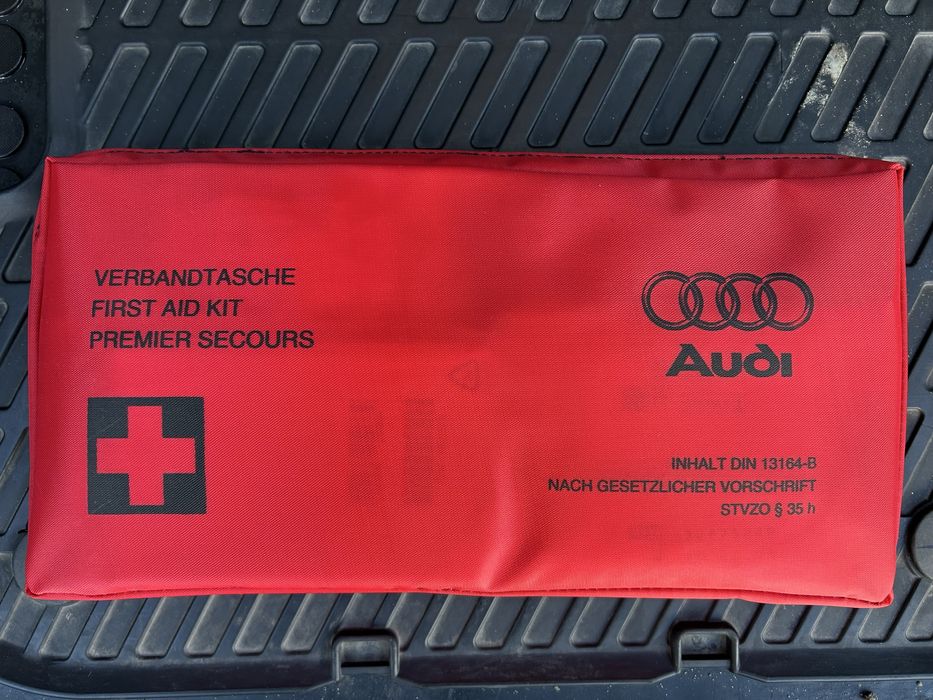 VERBANDTASCHE
FIRST AID KIT
PREMIER SECOURS
Audi
INHALT DIN 13164-B
NACH GESETZLICHER VORSCHRIFT
STVZO § 35 h